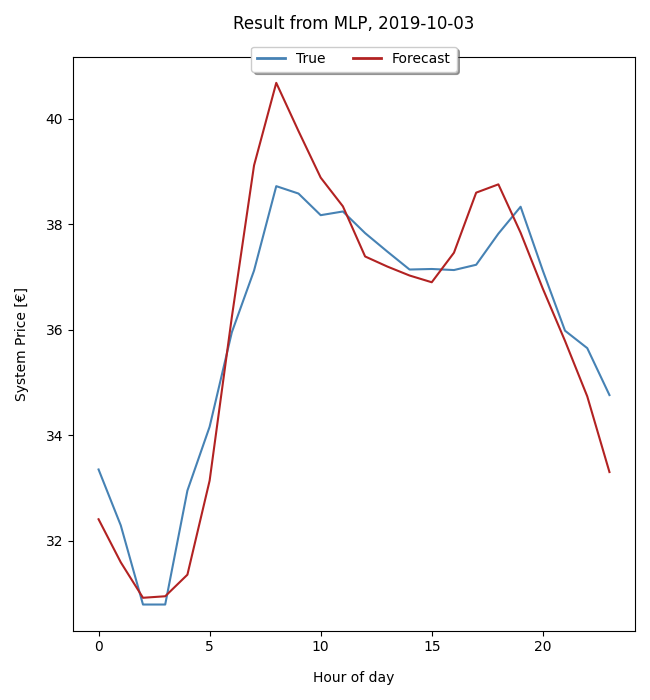 Result from MLP, 2019-10-03
True Forecast
40
38
36
34
32
System Price [€]
0 5 10 15 20
Hour of day